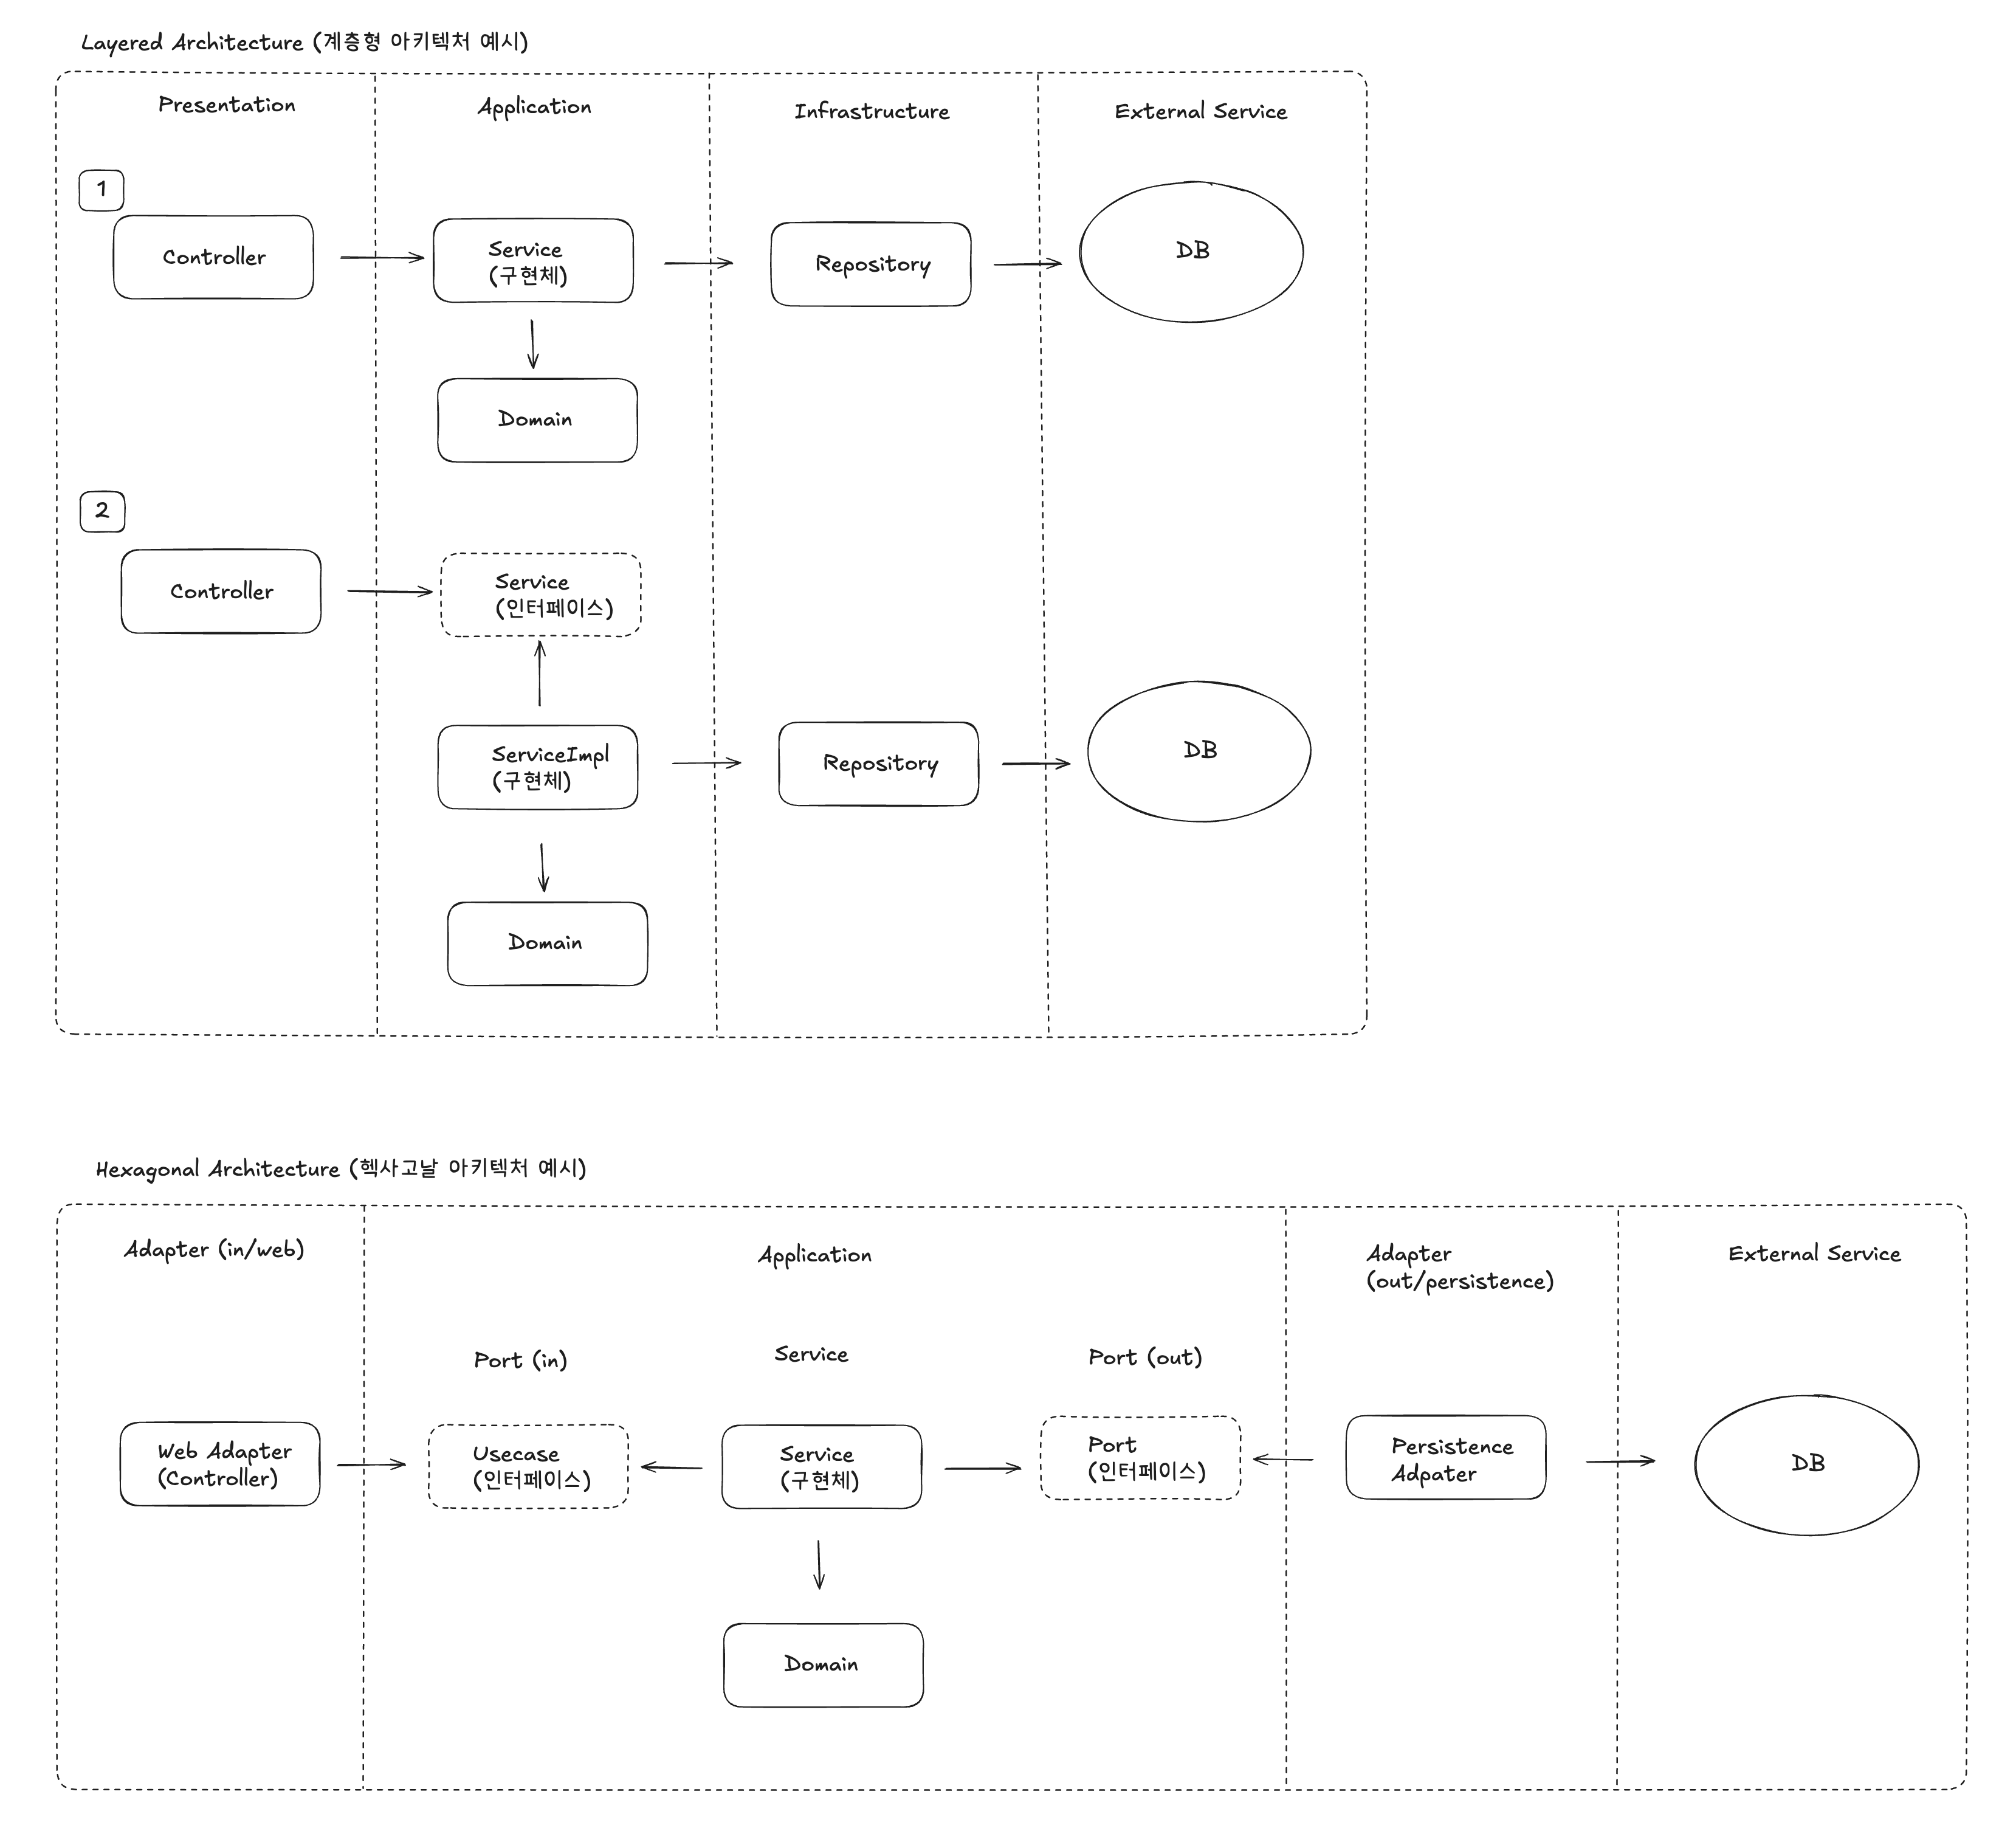 Layered Architecture (계층형 아키텍처 예시)
Presentation
Application
Infrastructure
External Service
1
Controller
Service
(구현체)
Repository
DB
Domain
2
Controller
Service
(인터페이스)
ServiceImpl
(구현체)
Repository
DB
Domain
Hexagonal Architecture (헥사고날 아키텍처 예시)
Adapter (in/web)
Application
Adapter
(out/persistence)
External Service
Port (in)
Service
Port (out)
Web Adapter
(Controller)
Usecase
(인터페이스)
Service
(구현체)
Port
(인터페이스)
Persistence
Adpater
DB
Domain